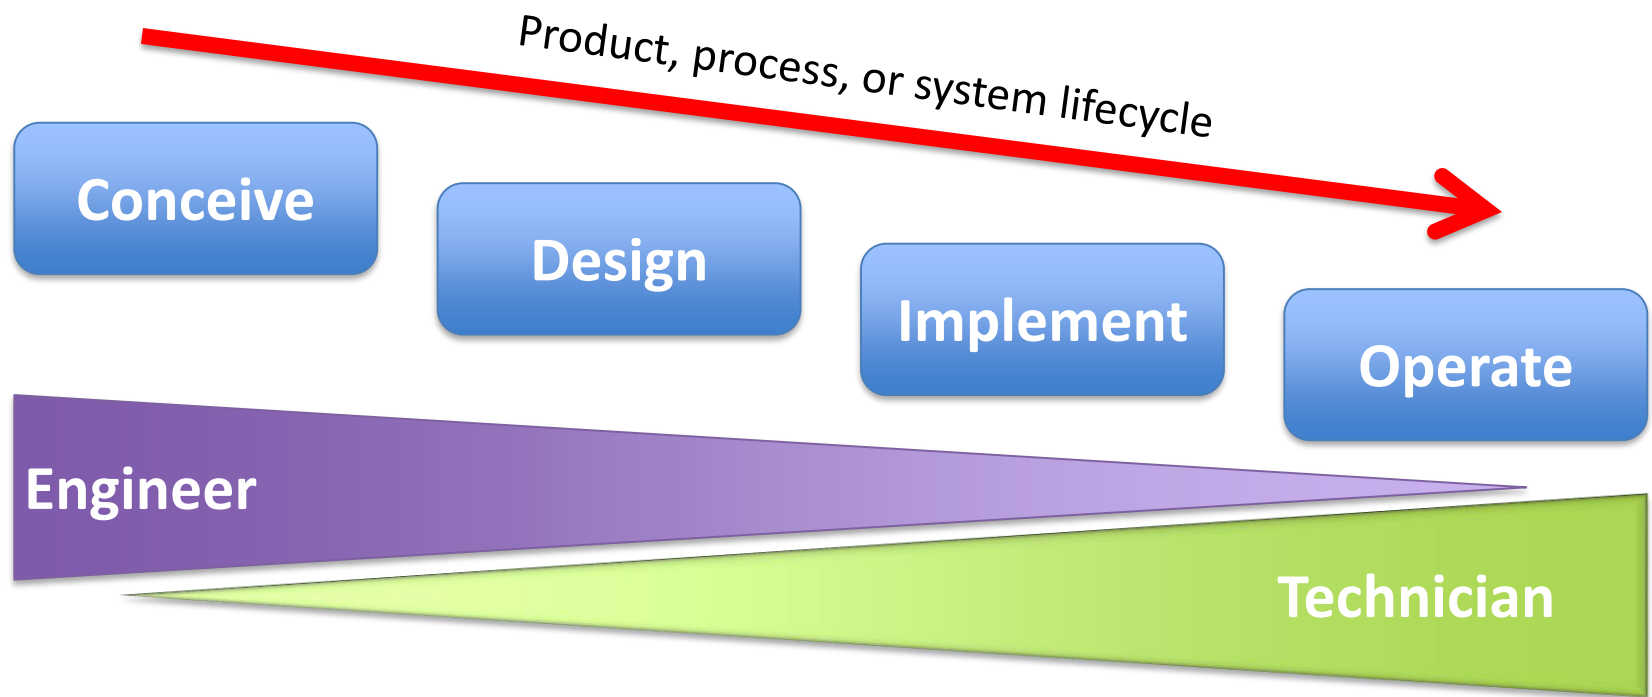 Product, process, or system lifecycle
Conceive
Design
Implement
Operate
Engineer
Technician